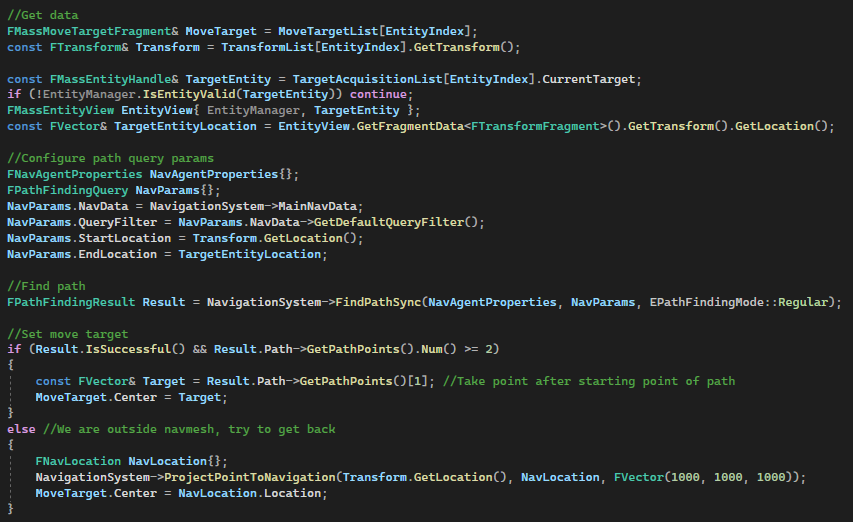 //Get data
FMassMoveTargetFragment& MoveTarget = MoveTargetList[EntityIndex];
const FTransform& Transform = TransformList[EntityIndex].GetTransform();
const FMassEntityHandle& TargetEntity = TargetAcquisitionList[EntityIndex].CurrentTarget;
if (!EntityManager.IsEntityValid(TargetEntity)) continue;
FMassEntityView EntityView{ EntityManager, TargetEntity };
const FVector& TargetEntityLocation = EntityView.GetFragmentData<FTransformFragment>().GetTransform().GetLocation();
//Configure path query params
FNavAgentProperties NavAgentProperties{};
FPathFindingQuery NavParams{};
NavParams.NavData = NavigationSystem->MainNavData;
NavParams.QueryFilter = NavParams.NavData->GetDefaultQueryFilter();
NavParams.StartLocation = Transform.GetLocation();
NavParams.EndLocation = TargetEntityLocation;
//Find path
FPathFindingResult Result = NavigationSystem->FindPathSync(NavAgentProperties, NavParams, EPathFindingMode::Regular);
//Set move target
if (Result.IsSuccessful() && Result.Path->GetPathPoints().Num() >= 2)
{
const FVector& Target = Result.Path->GetPathPoints()[1]; //Take point after starting point of path
MoveTarget.Center = Target;
}
else //We are outside navmesh, try to get back
{
FNavLocation NavLocation{};
NavigationSystem->ProjectPointToNavigation(Transform.GetLocation(), NavLocation, FVector(1000, 1000, 1000));
MoveTarget.Center = NavLocation.Location;
}